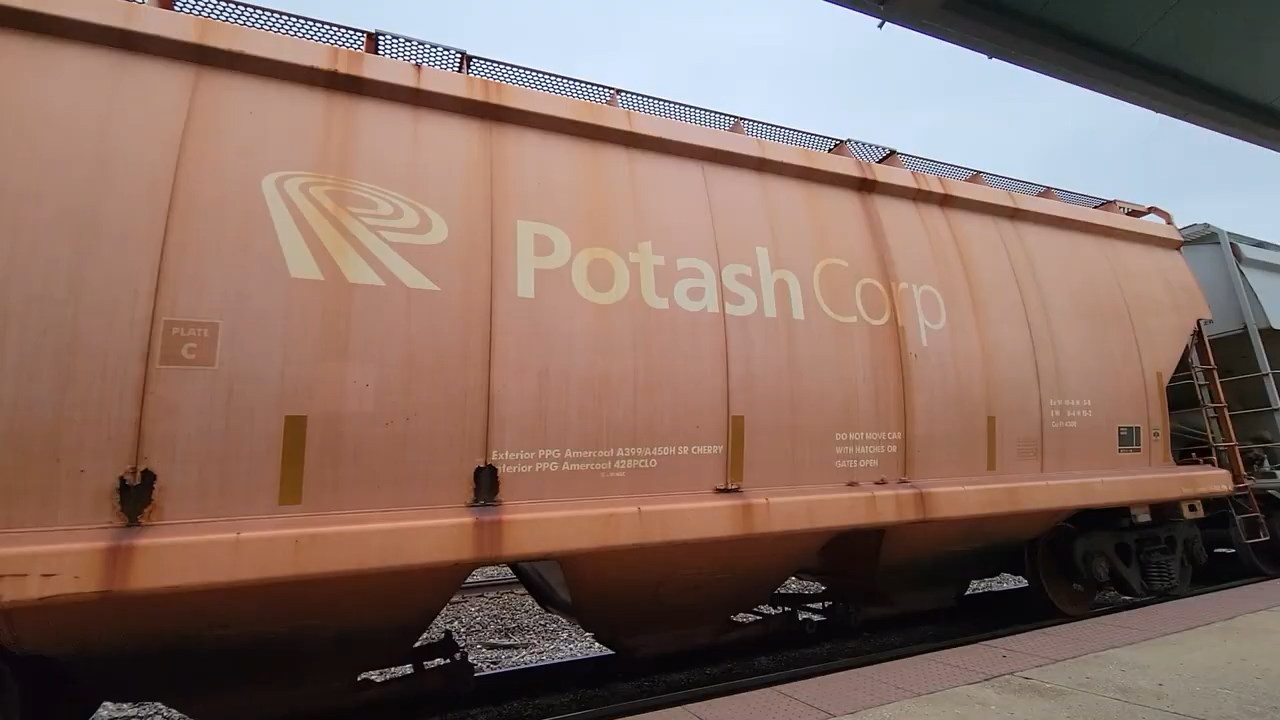 PotashCorp
PLATE
C
Exterior PPG Amercoat A399/A450H SR CHERRY
Interior PPG Amercoat 428PCLO
DO NOT MOVE CAR
WITH HATCHES OR
GATES OPEN